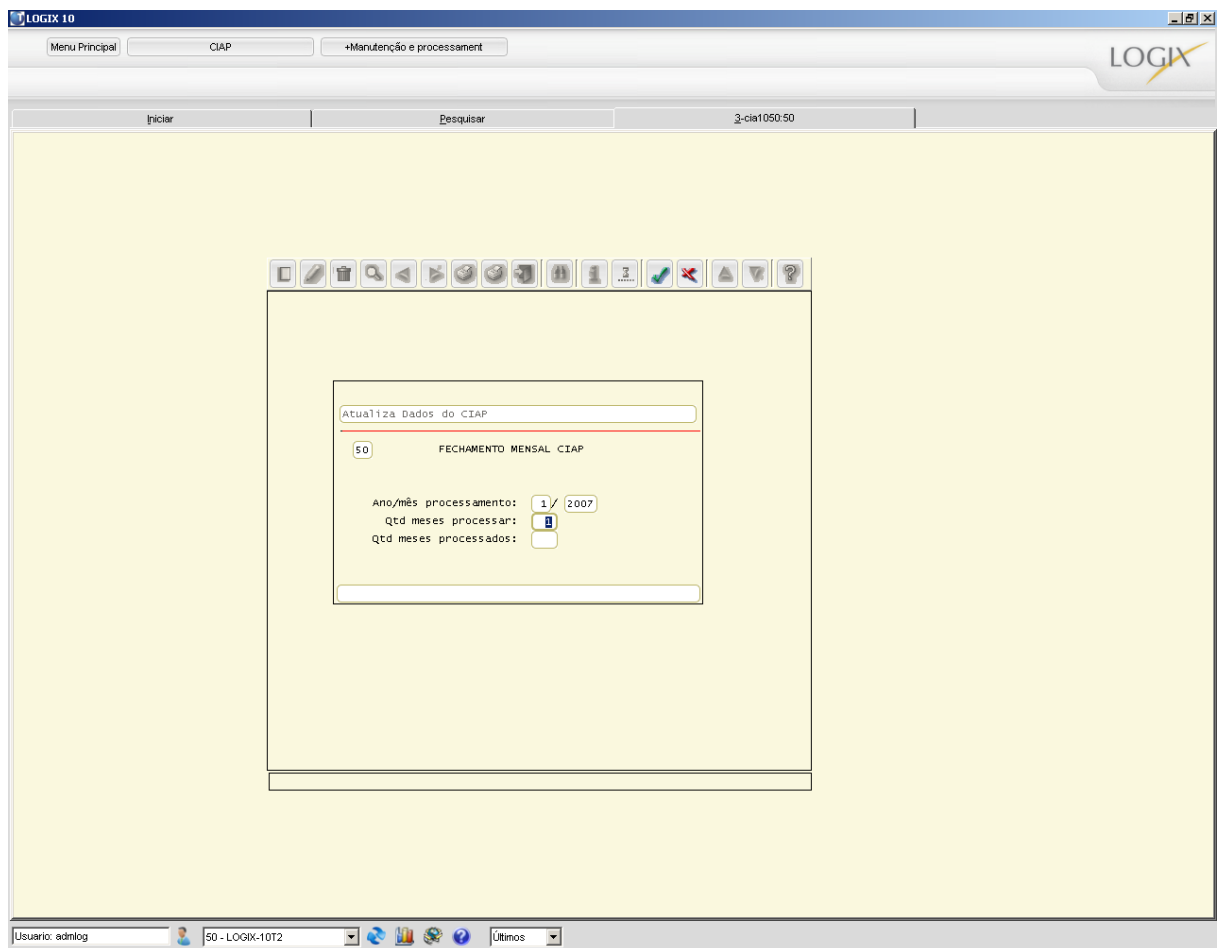 LOGIX 10
Menu Principal CIAP +Manutenção e processament
LOGIX
Iniciar Pesquisar 3-cia1050:50
Atualiza Dados do CIAP
50 FECHAMENTO MENSAL CIAP
Ano/mês processamento: 1/ 2007
Qtd meses processar: 1
Qtd meses processados:
Usuario: admlog 50 - LOGIX-10T2 Últimos